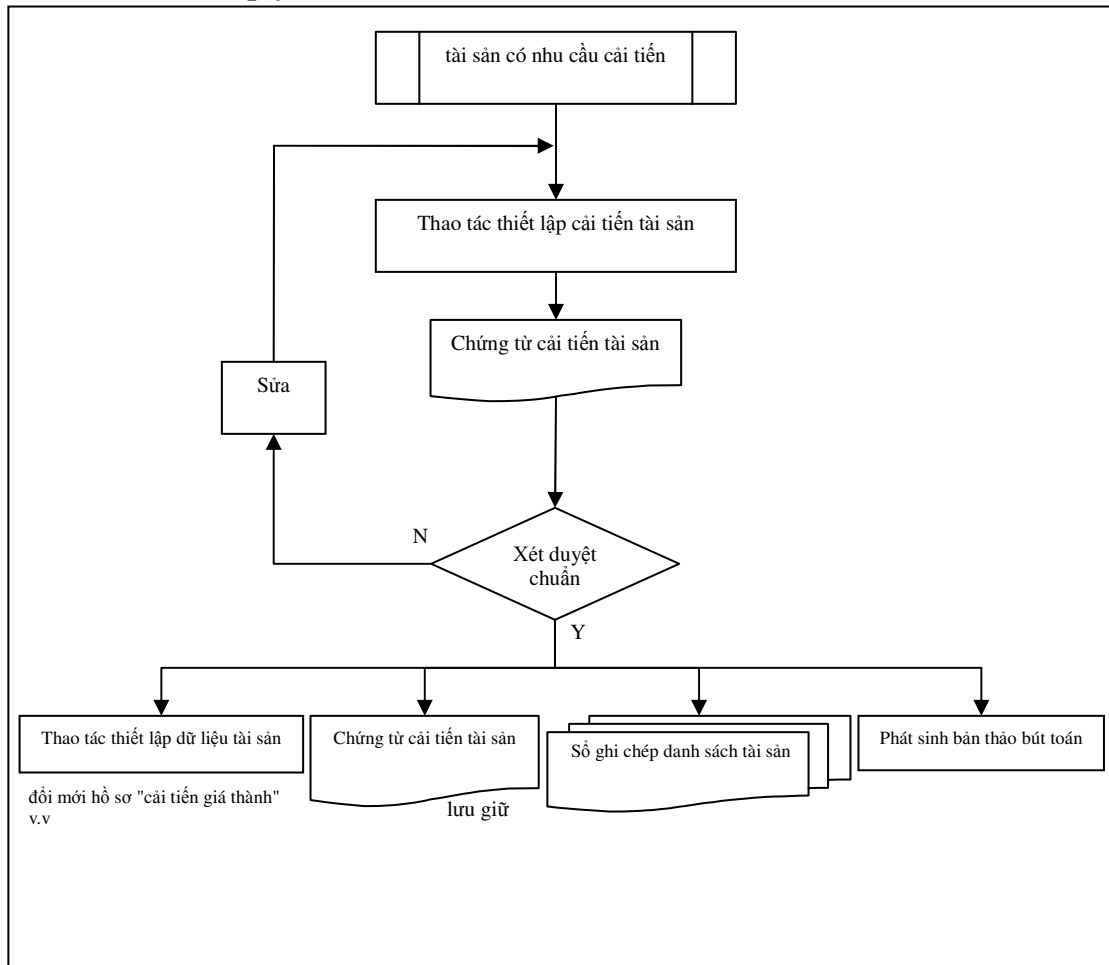 tài sản có nhu cầu cải tiến
Thao tác thiết lập cải tiến tài sản
Chứng từ cải tiến tài sản
Sửa
N
Xét duyệt
chuẩn
Y
Thao tác thiết lập dữ liệu tài sản
Chứng từ cải tiến tài sản
Sổ ghi chép danh sách tài sản
Phát sinh bản thảo bút toán
đổi mới hồ sơ "cải tiến giá thành"
v.v
lưu giữ